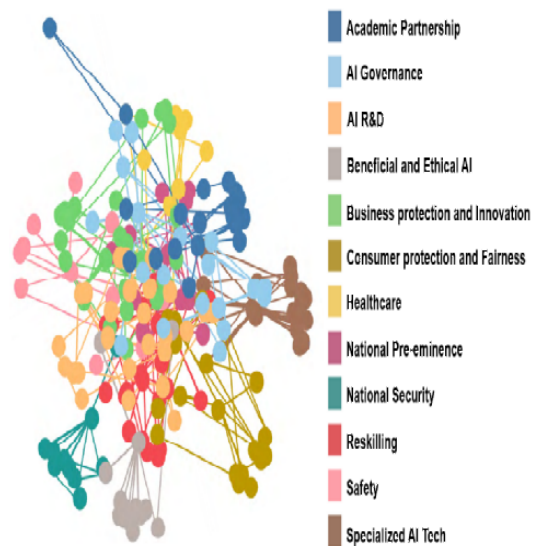 Academic Partnership
AI Governance
AI R&D
Beneficial and Ethical AI
Business protection and Innovation
Consumer protection and Fairness
Healthcare
National Pre-eminence
National Security
Reskilling
Safety
Specialized AI Tech